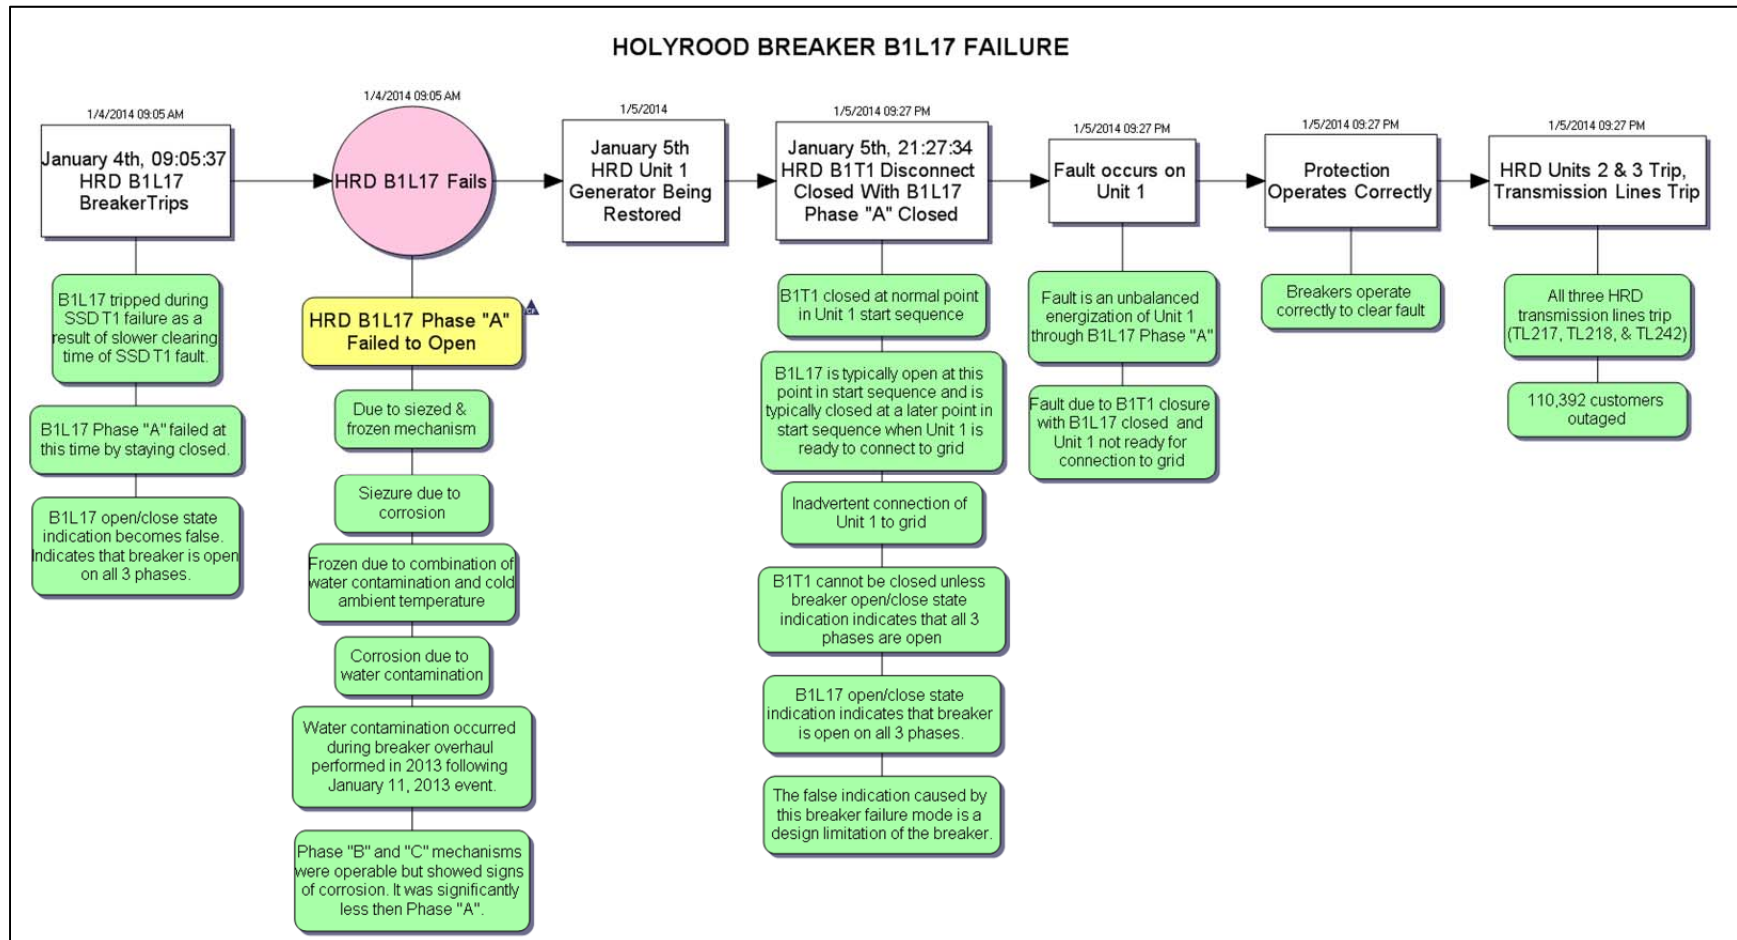 HOLYROOD BREAKER B1L17 FAILURE
1/4/2014 09:05 AM
January 4th, 09:05:37
HRD B1L17
BreakerTrips
B1L17 tripped during
SSD T1 failure as a
result of slower clearing
time of SSD T1 fault.
B1L17 Phase "A" failed at
this time by staying closed.
B1L17 open/close state
indication becomes false.
Indicates that breaker is open
on all 3 phases.
1/4/2014 09:05 AM
HRD B1L17 Fails
HRD B1L17 Phase "A"
Failed to Open
Due to siezed &
frozen mechanism
Siezure due to
corrosion
Frozen due to combination of
water contamination and cold
ambient temperature
Corrosion due to
water contamination
Water contamination occurred
during breaker overhaul
performed in 2013 following
January 11, 2013 event.
Phase "B" and "C" mechanisms
were operable but showed signs
of corrosion. It was significantly
less then Phase "A".
1/5/2014
January 5th
HRD Unit 1
Generator Being
Restored
1/5/2014 09:27 PM
January 5th, 21:27:34
HRD B1T1 Disconnect
Closed With B1L17
Phase "A" Closed
B1T1 closed at normal point
in Unit 1 start sequence
B1L17 is typically open at this
point in start sequence and is
typically closed at a later point in
start sequence when Unit 1 is
ready to connect to grid
Inadvertent connection of
Unit 1 to grid
B1T1 cannot be closed unless
breaker open/close state
indication indicates that all 3
phases are open
B1L17 open/close state
indication indicates that breaker
is open on all 3 phases.
The false indication caused by
this breaker failure mode is a
design limitation of the breaker.
1/5/2014 09:27 PM
Fault occurs on
Unit 1
Fault is an unbalanced
energization of Unit 1
through B1L17 Phase "A"
Fault due to B1T1 closure
with B1L17 closed and
Unit 1 not ready for
connection to grid
1/5/2014 09:27 PM
Protection
Operates Correctly
Breakers operate
correctly to clear fault
1/5/2014 09:27 PM
HRD Units 2 & 3 Trip,
Transmission Lines Trip
All three HRD
transmission lines trip
(TL217, TL218, & TL242)
110,392 customers
outaged